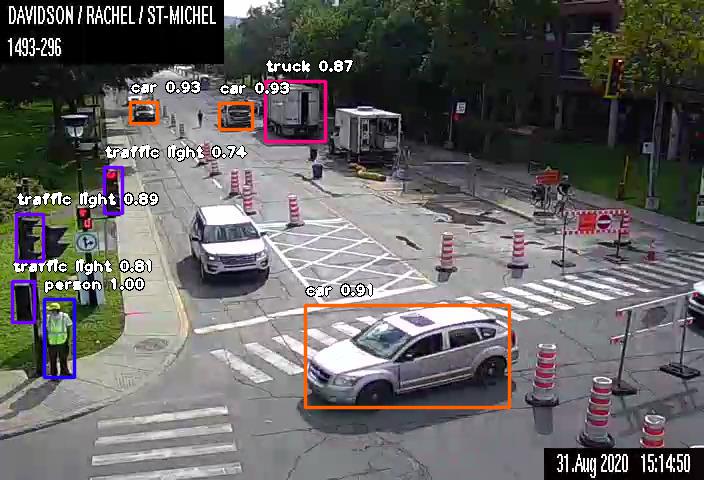 DAVIDSON / RACHEL / ST-MICHEL
1493-296
truck 0.87
car 0.93
car 0.93
traffic light 0.74
traffic light 0.89
traffic light 0.81
person 1.00
car 0.91
31.Aug 2020 15:14:50